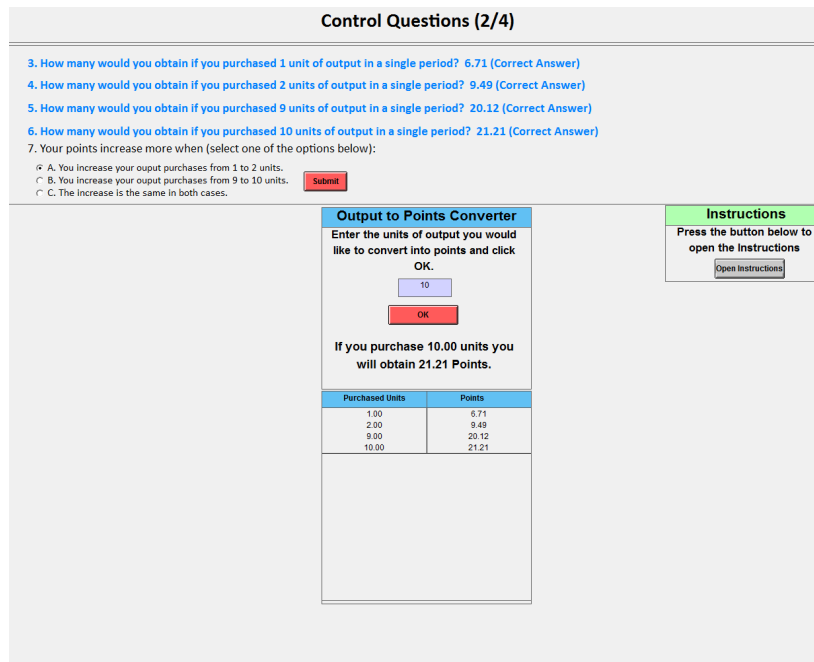 Control Questions (2/4)
3. How many would you obtain if you purchased 1 unit of output in a single period? 6.71 (Correct Answer)
4. How many would you obtain if you purchased 2 units of output in a single period? 9.49 (Correct Answer)
5. How many would you obtain if you purchased 9 units of output in a single period? 20.12 (Correct Answer)
6. How many would you obtain if you purchased 10 units of output in a single period? 21.21 (Correct Answer)
7. Your points increase more when (select one of the options below):
A. You increase your ouput purchases from 1 to 2 units.
B. You increase your ouput purchases from 9 to 10 units.
C. The increase is the same in both cases.
Submit
Output to Points Converter
Enter the units of output you would
like to convert into points and click
OK.
10
OK
If you purchase 10.00 units you
will obtain 21.21 Points.
Purchased Units Points
1.00 6.71
2.00 9.49
9.00 20.12
10.00 21.21
Instructions
Press the button below to
open the Instructions
Open Instructions